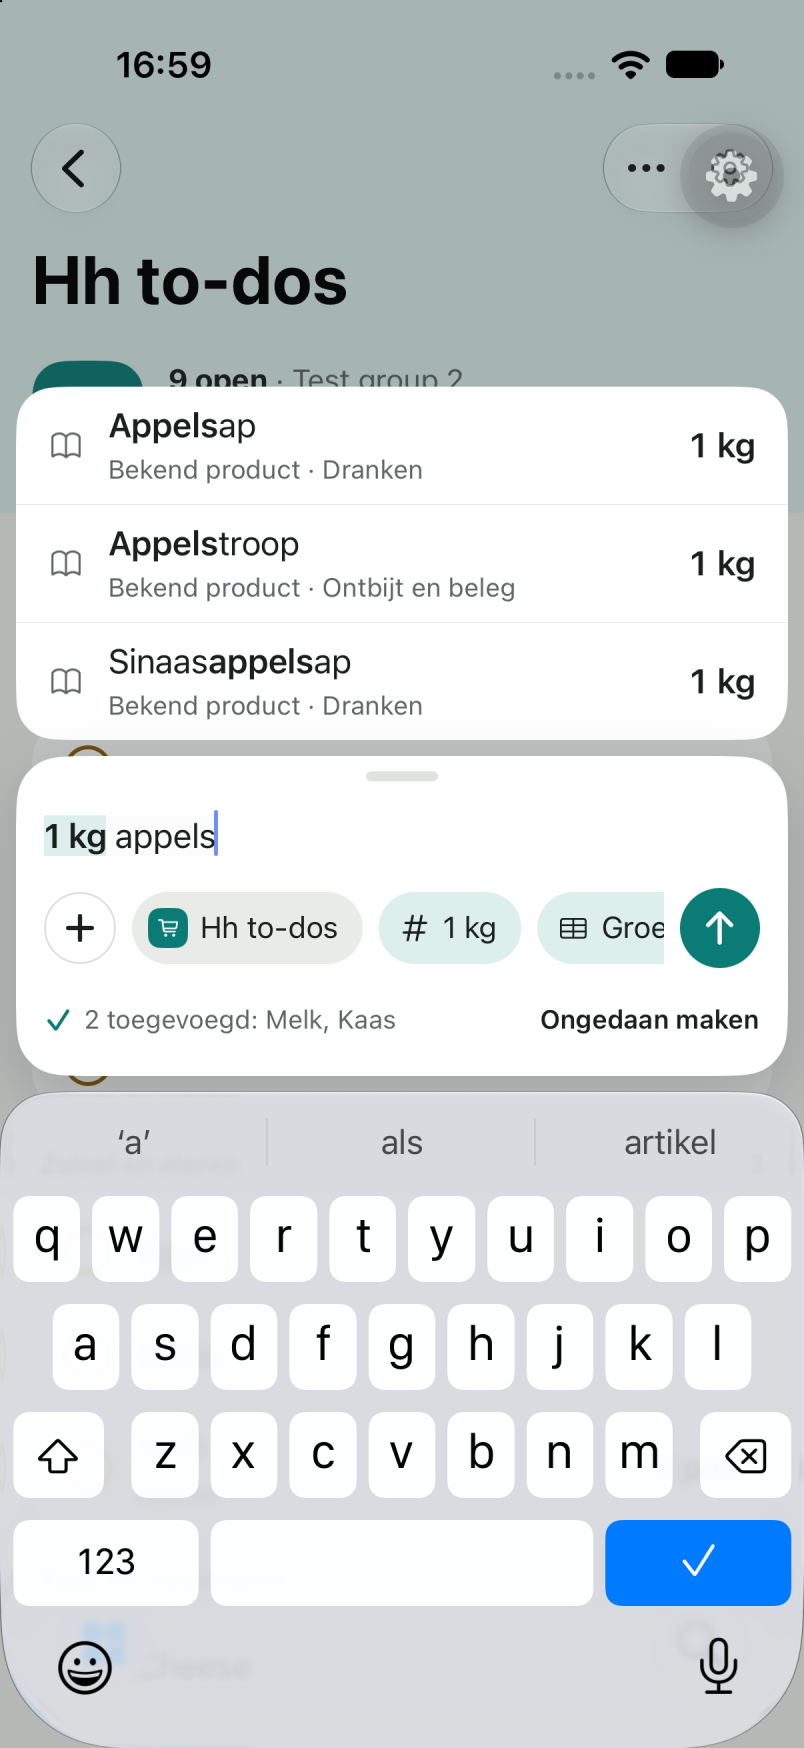 16:59
Hh to-dos
9 open · Test group 2
Appelsap
1 kg
Bekend product · Dranken
Appelstroop
1 kg
Bekend product · Ontbijt en beleg
Sinaasappelsap
1 kg
Bekend product · Dranken
1 kg appels
Hh to-dos
# 1 kg
Groe
2 toegevoegd: Melk, Kaas
Ongedaan maken
‘a’ als artikel
q w e r t y u i o p
a s d f g h j k l
z x c v b n m
123